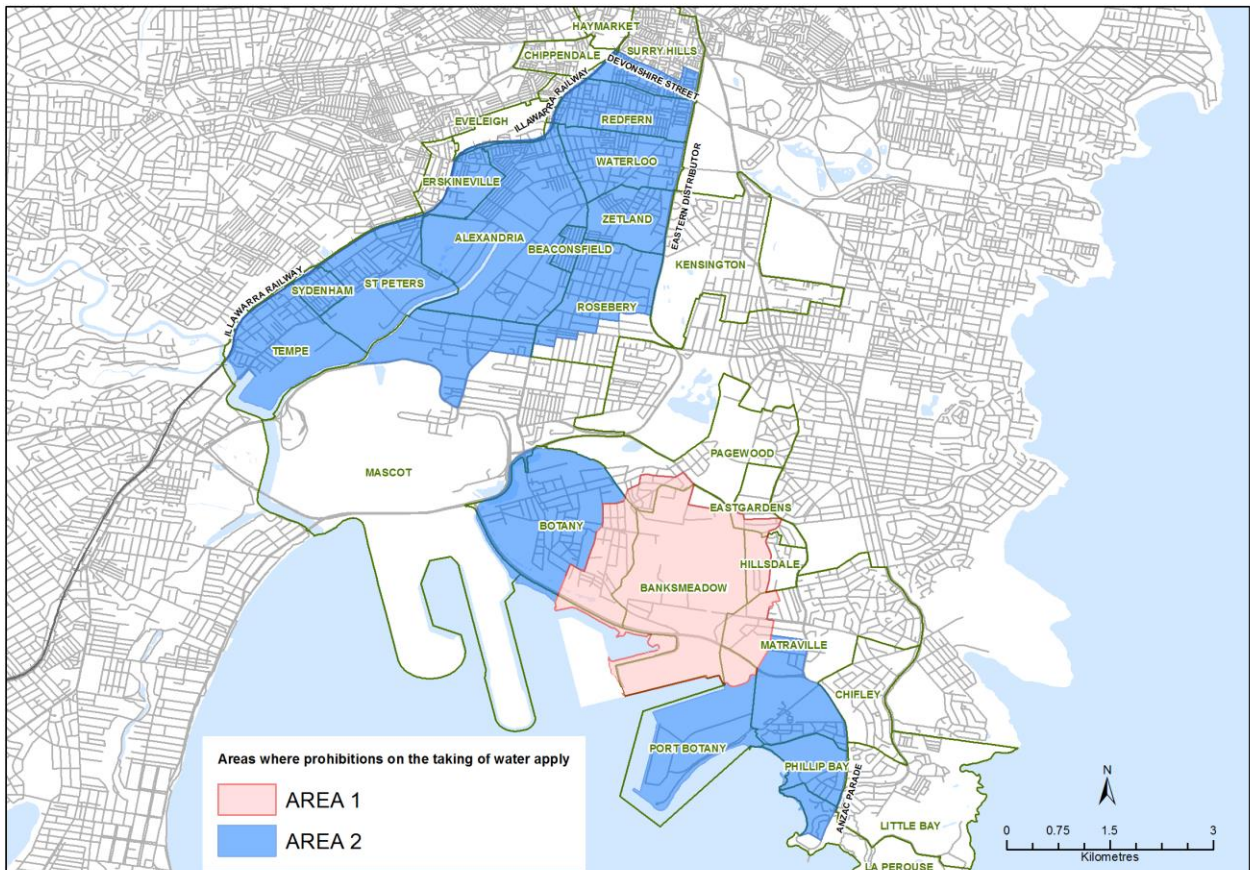 HAYMARKET
SURRY HILLS
CHIPPENDALE
DEVONSHIRE STREET
ILLAWARRA RAILWAY
EVELEIGH
REDFERN
WATERLOO
ERSKINEVILLE
ZETLAND
EASTERN DISTRIBUTOR
ALEXANDRIA
BEACONSFIELD
KENSINGTON
ST PETERS
SYDENHAM
ILLAWARRA RAILWAY
ROSEBERY
TEMPE
PAGEWOOD
MASCOT
EASTGARDENS
BOTANY
HILLSDALE
BANKSMEADOW
MATRAVILLE
CHIFLEY
PORT BOTANY
PHILLIP BAY
ANZAC PARADE
LITTLE BAY
LA PEROUSE
Areas where prohibitions on the taking of water apply
AREA 1
AREA 2
N
0 0.75 1.5 3
Kilometres